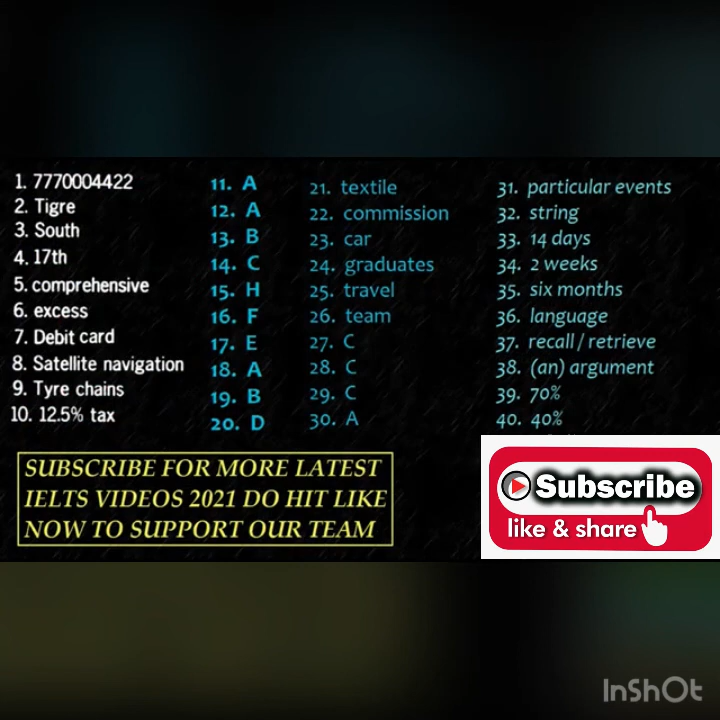 1. 7770004422
2. Tigre
3. South
4. 17th
5. comprehensive
6. excess
7. Debit card
8. Satellite navigation
9. Tyre chains
10. 12.5% tax
11. A
12. A
13. B
14. C
15. H
16. F
17. E
18. A
19. B
20. D
21. textile
22. commission
23. car
24. graduates
25. travel
26. team
27. C
28. C
29. C
30. A
31. particular events
32. string
33. 14 days
34. 2 weeks
35. six months
36. language
37. recall / retrieve
38. (an) argument
39. 70%
40. 40%
SUBSCRIBE FOR MORE LATEST
IELTS VIDEOS 2021 DO HIT LIKE
NOW TO SUPPORT OUR TEAM
Subscribe
like & share
InShOt